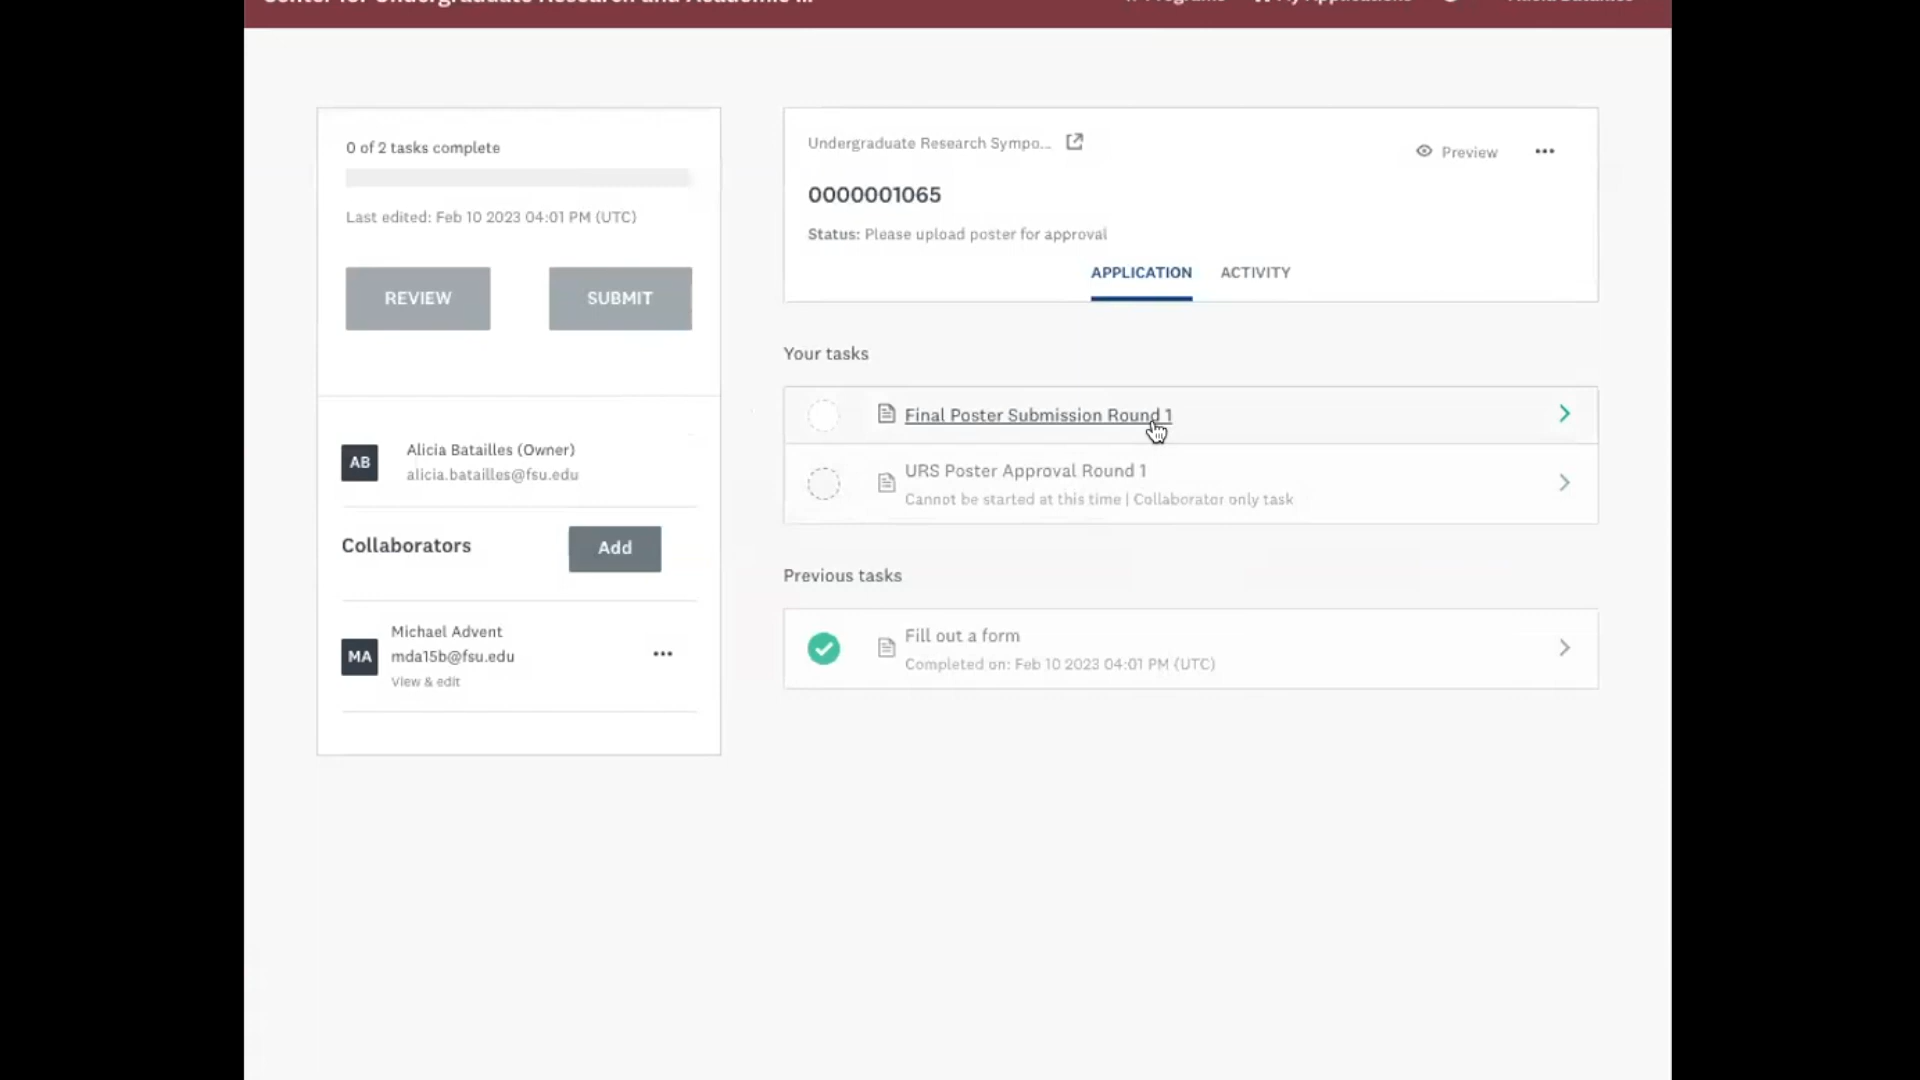 Center for Undergraduate Research and Academic ...
Programs My Applications Alicia Batailles
0 of 2 tasks complete
Last edited: Feb 10 2023 04:01 PM (UTC)
REVIEW
SUBMIT
AB
Alicia Batailles (Owner)
alicia.batailles@fsu.edu
Collaborators
Add
MA
Michael Advent
mda15b@fsu.edu
View & edit
Undergraduate Research Sympo...
Preview
0000001065
Status: Please upload poster for approval
APPLICATION
ACTIVITY
Your tasks
Final Poster Submission Round 1
URS Poster Approval Round 1
Cannot be started at this time | Collaborator only task
Previous tasks
Fill out a form
Completed on: Feb 10 2023 04:01 PM (UTC)